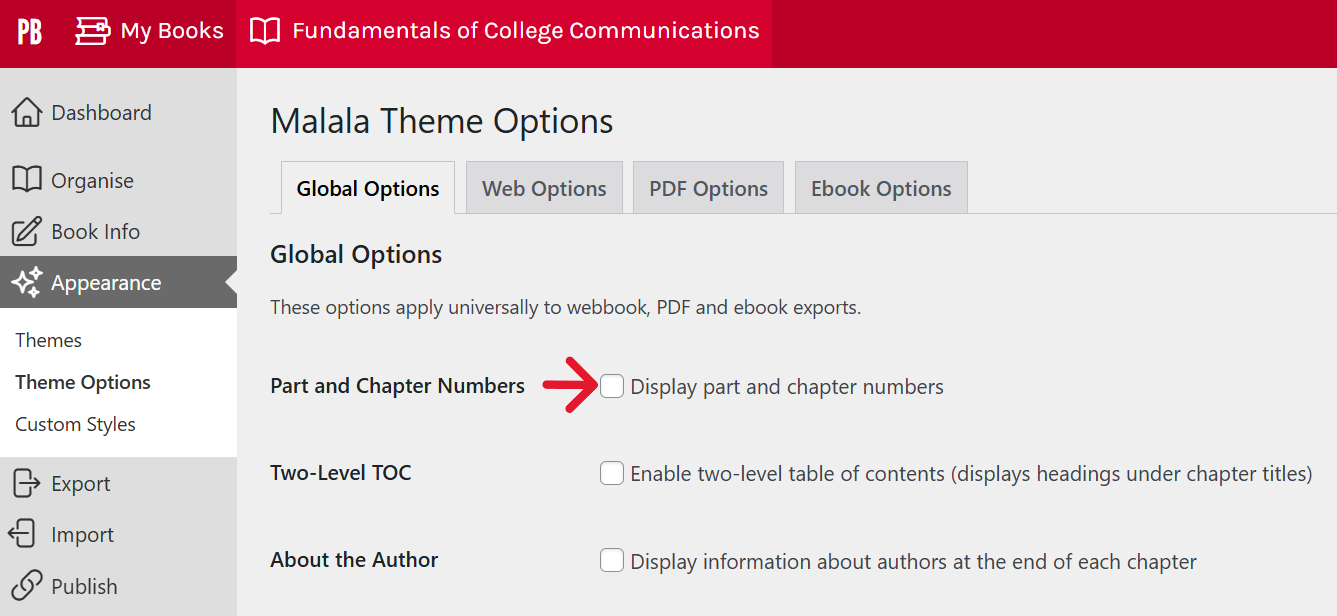 PB My Books Fundamentals of College Communications
Dashboard
Organise
Book Info
Appearance
Themes
Theme Options
Custom Styles
Export
Import
Publish
Malala Theme Options
Global Options Web Options PDF Options Ebook Options
Global Options
These options apply universally to webbook, PDF and ebook exports.
Part and Chapter Numbers Display part and chapter numbers
Two-Level TOC Enable two-level table of contents (displays headings under chapter titles)
About the Author Display information about authors at the end of each chapter